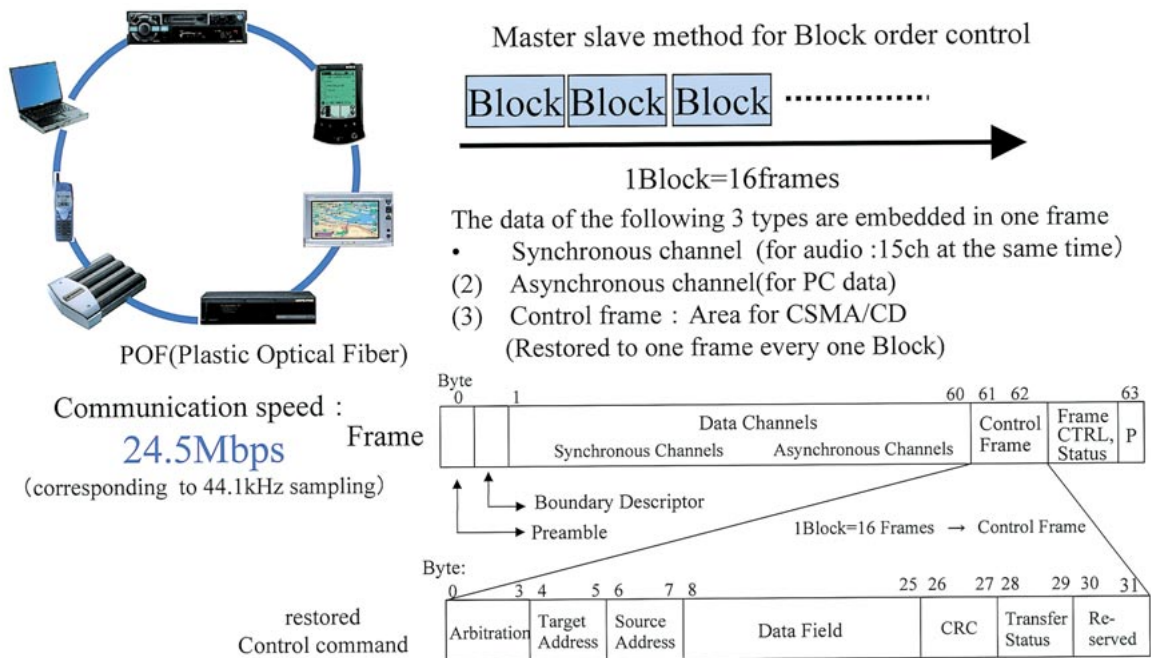 Master slave method for Block order control
Block Block Block
1Block=16frames
The data of the following 3 types are embedded in one frame
• Synchronous channel (for audio :15ch at the same time)
(2) Asynchronous channel(for PC data)
(3) Control frame : Area for CSMA/CD
(Restored to one frame every one Block)
POF(Plastic Optical Fiber)
Communication speed :
24.5Mbps
(corresponding to 44.1kHz sampling)
Byte
0 1 60 61 62 63
Frame
Data Channels
Synchronous Channels Asynchronous Channels
Control
Frame
Frame
CTRL,
Status
P
Boundary Descriptor
Preamble
1Block=16 Frames → Control Frame
Byte:
0 3 4 5 6 7 8 25 26 27 28 29 30 31
restored
Control command
Arbitration
Target
Address
Source
Address
Data Field
CRC
Transfer
Status
Re-
served